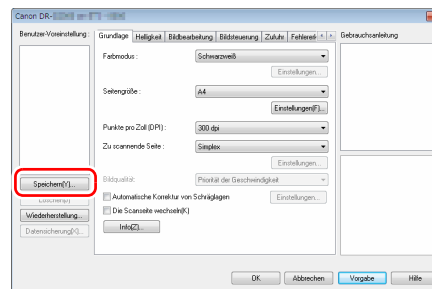 Canon DR-
Benutzer-Voreinstellung:
Grundlage Helligkeit Bildbearbeitung Bildsteuerung Zufuhr
Gebrauchsanleitung
Farbmodus: Schwarzweiß
Einstellungen...
Seitengröße: A4
Einstellungen(F)...
Punkte pro Zoll (DPI): 300 dpi
Zu scannende Seite: Simplex
Einstellungen...
Bildqualität: Priorität der Geschwindigkeit
Speichern(Y)...
Automatische Korrektur von Schräglagen Einstellungen...
Die Scanseite wechseln(K)
Wiederherstellung...
Info(Z)...
Datensicherung(X)...
OK Abbrechen Vorgabe Hilfe